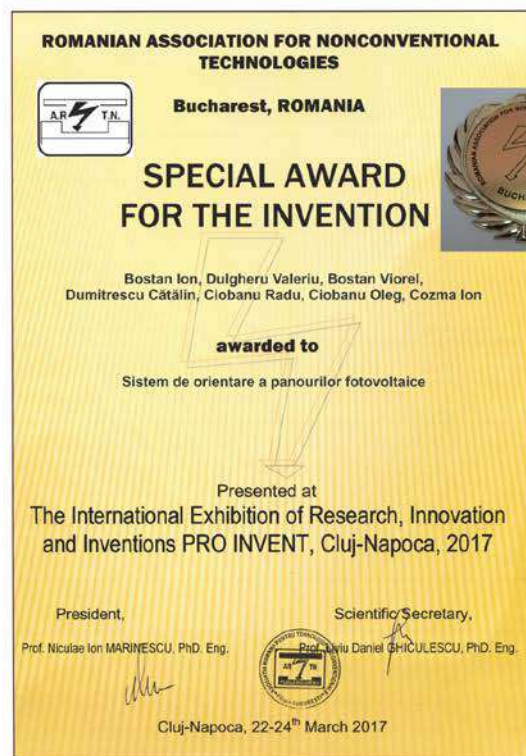 ROMANIAN ASSOCIATION FOR NONCONVENTIONAL
TECHNOLOGIES
A.R. T.N.
Bucharest, ROMANIA
SPECIAL AWARD
FOR THE INVENTION
Bostan Ion, Dulgheru Valeriu, Bostan Viorel,
Dumitrescu Cătălin, Ciobanu Radu, Ciobanu Oleg, Cozma Ion
awarded to
Sistem de orientare a panourilor fotovoltaice
Presented at
The International Exhibition of Research, Innovation
and Inventions PRO INVENT, Cluj-Napoca, 2017
President,
Scientific Secretary,
Prof. Niculae Ion MARINESCU, PhD. Eng.
Prof. Liviu Daniel GHICULESCU, PhD. Eng.
Cluj-Napoca, 22-24th March 2017